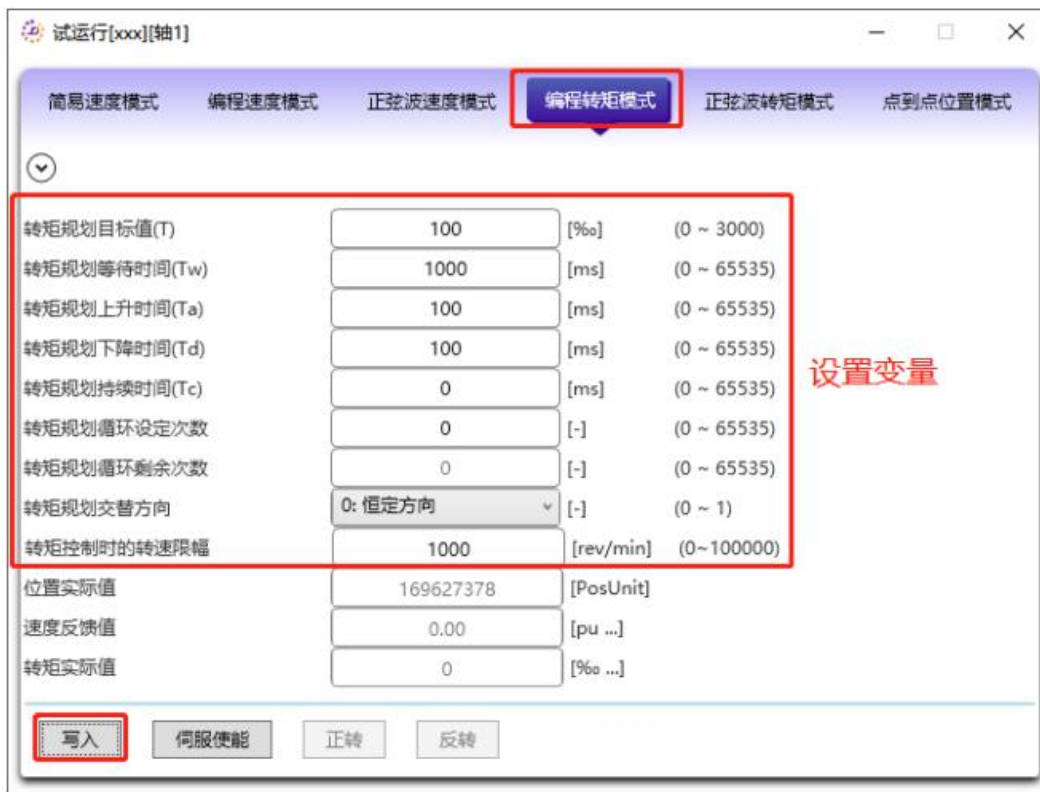 试运行[xxx][轴1]
简易速度模式 编程速度模式 正弦波速度模式 编程转矩模式 正弦波转矩模式 点到点位置模式
转矩规划目标值(T) 100 [‰] (0 ~ 3000)
转矩规划等待时间(Tw) 1000 [ms] (0 ~ 65535)
转矩规划上升时间(Ta) 100 [ms] (0 ~ 65535)
转矩规划下降时间(Td) 100 [ms] (0 ~ 65535)
设置变量
转矩规划持续时间(Tc) 0 [ms] (0 ~ 65535)
转矩规划循环设定次数 0 [-] (0 ~ 65535)
转矩规划循环剩余次数 0 [-] (0 ~ 65535)
转矩规划交替方向 0: 恒定方向 [-] (0 ~ 1)
转矩控制时的转速限幅 1000 [rev/min] (0~100000)
位置实际值 169627378 [PosUnit]
速度反馈值 0.00 [pu ...]
转矩实际值 0 [‰ ...]
写入 伺服使能 正转 反转